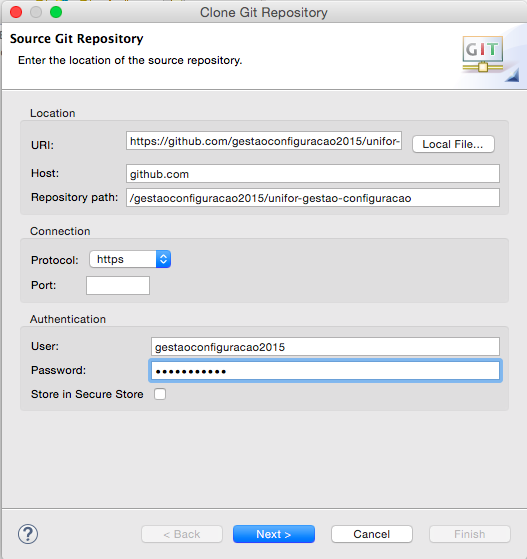 Clone Git Repository
Source Git Repository
Enter the location of the source repository.
GIT
Location
URI: https://github.com/gestaoconfiguracao2015/unifor- Local File...
Host: github.com
Repository path: /gestaoconfiguracao2015/unifor-gestao-configuracao
Connection
Protocol: https
Port:
Authentication
User: gestaoconfiguracao2015
Password: •••••••••••
Store in Secure Store
? < Back Next > Cancel Finish